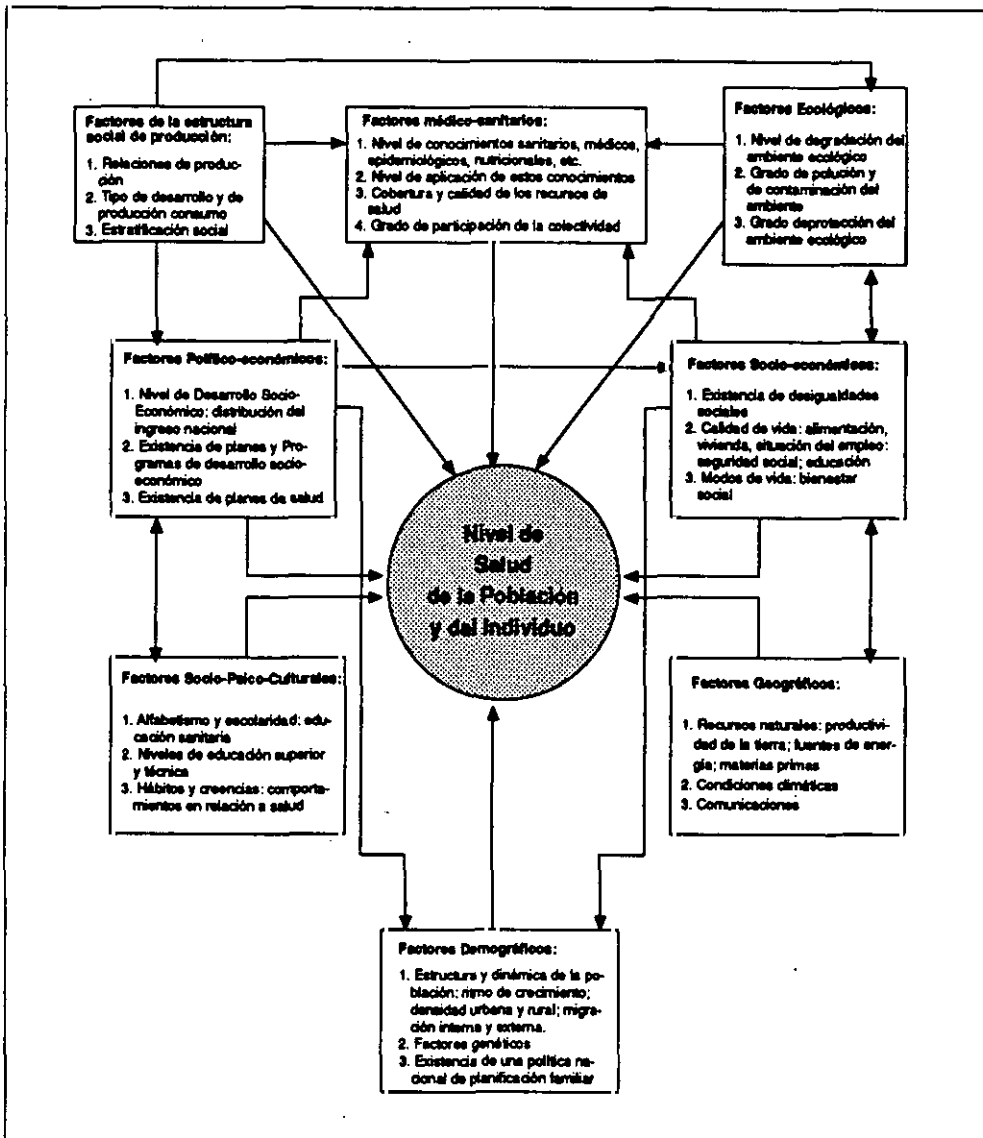 Factores de la estructura
social de producción:
1. Relaciones de produc-
ción
2. Tipo de desarrollo y de
producción consumo
3. Estratificación social
Factores médico-sanitarios:
1. Nivel de conocimientos sanitarios, médicos,
epidemiológicos, nutricionales, etc.
2. Nivel de aplicación de estos conocimientos
3. Cobertura y calidad de los recursos de
salud
4. Grado de participación de la colectividad
Factores Ecológicos:
1. Nivel de degradación del
ambiente ecológico
2. Grado de polución y
de contaminación del
ambiente
3. Grado deprotección del
ambiente ecológico
Factores Político-económicos:
1. Nivel de Desarrollo Socio-
Económico: distribución del
ingreso nacional
2. Existencia de planes y Pro-
gramas de desarrollo socio-
económico
3. Existencia de planes de salud
Factores Socio-económicos:
1. Existencia de desigualdades
sociales
2. Calidad de vida: alimentación,
vivienda, situación del empleo:
seguridad social; educación
3. Modos de vida: bienestar
social
Nivel de
Salud
de la Población
y del Individuo
Factores Socio-Psico-Culturales:
1. Alfabetismo y escolaridad: edu-
cación sanitaria
2. Niveles de educación superior
y técnica
3. Hábitos y creencias: comporta-
mientos en relación a salud
Factores Geográficos:
1. Recursos naturales: productivi-
dad de la tierra; fuentes de ener-
gía; materias primas
2. Condiciones climáticas
3. Comunicaciones
Factores Demográficos:
1. Estructura y dinámica de la po-
blación: ritmo de crecimiento;
densidad urbana y rural; migra-
ción interna y externa.
2. Factores genéticos
3. Existencia de una política na-
cional de planificación familiar